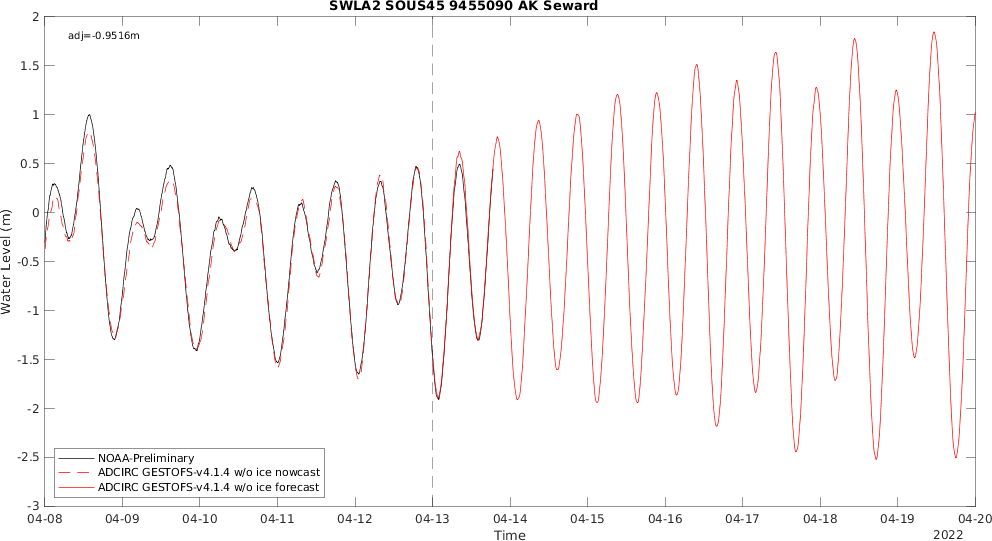 SWLA2 SOUS45 9455090 AK Seward
adj=-0.9516m
2
1.5
1
0.5
0
-0.5
-1
-1.5
-2
-2.5
-3
Water Level (m)
NOAA-Preliminary
ADCIRC GESTOFS-v4.1.4 w/o ice nowcast
ADCIRC GESTOFS-v4.1.4 w/o ice forecast
04-08 04-09 04-10 04-11 04-12 04-13 04-14 04-15 04-16 04-17 04-18 04-19 04-20
Time
2022